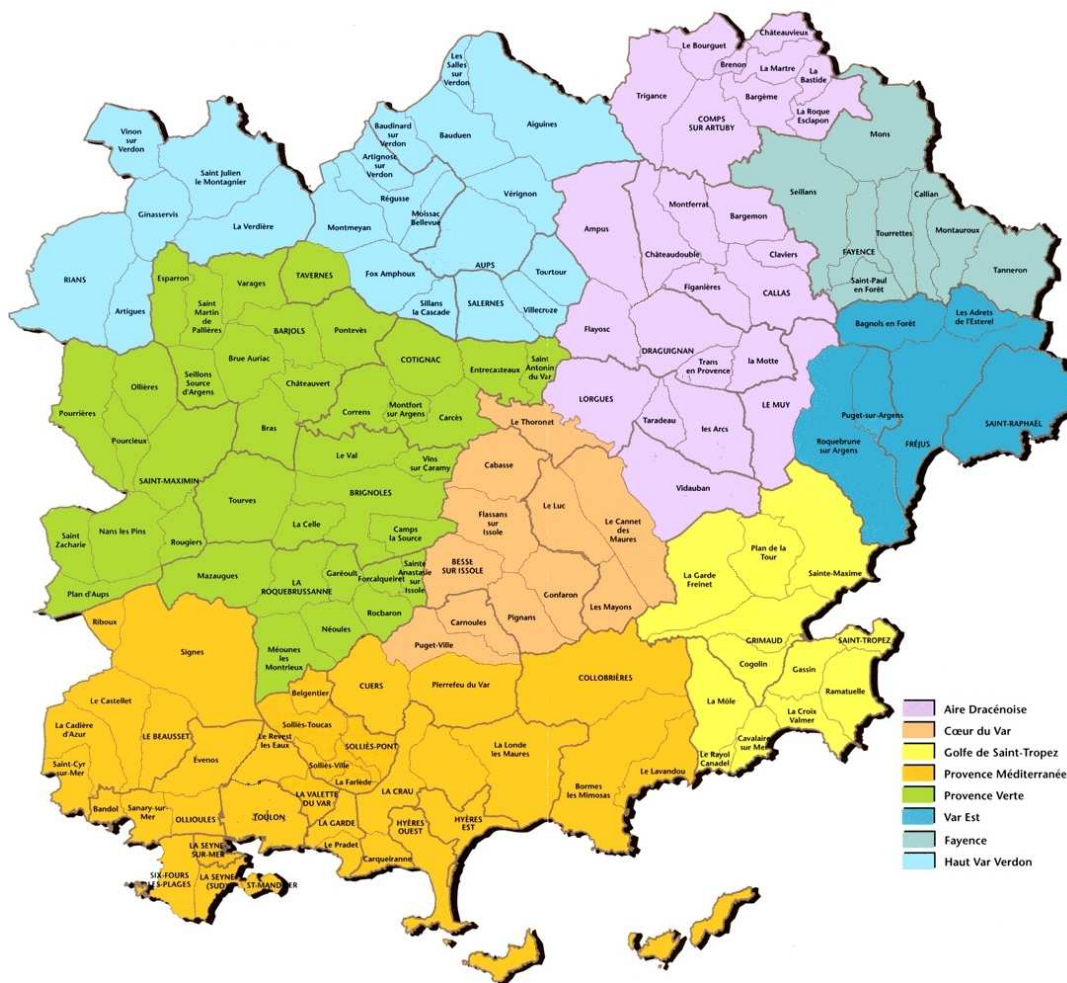 Châteauvieux
Le Bourguet
Brenon
La Martre
La
Bastide
Trigance
Bargème
La Roque
Esclapon
COMPS
SUR ARTUBY
Les
Salles
sur
Verdon
Aiguines
Bauduen
Baudinard
sur
Verdon
Artignosc
sur
Verdon
Vinon
sur
Verdon
Saint Julien
le Montagnier
Ginasservis
La Verdière
Régusse
Moissac
Bellevue
Vérignon
Montmeyan
AUPS
Tourtour
Fox Amphoux
Sillans
la Cascade
SALERNES
Villecroze
RIANS
Artigues
Mons
Seillans
Callian
Tourrettes
Montauroux
FAYENCE
Saint-Paul
en Forêt
Tanneron
Montferrat
Bargemon
Ampus
Châteaudouble
Claviers
Figanières
CALLAS
Flayosc
DRAGUIGNAN
Trans
en Provence
la Motte
LORGUES
Taradeau
les Arcs
LE MUY
Vidauban
Bagnols en Forêt
Les Adrets
de l'Esterel
Puget-sur-Argens
Roquebrune
sur Argens
FRÉJUS
SAINT-RAPHAËL
Esparron
Varages
TAVERNES
Saint
Martin
de
Pallières
BARJOLS
Pontevès
Brue Auriac
COTIGNAC
Entrecasteaux
Saint
Antonin
du Var
Ollières
Seillons
Source
d'Argens
Châteauvert
Pourrières
Pourcieux
Bras
Correns
Montfort
sur Argens
Carcès
Le Val
Vins
sur Caramy
SAINT-MAXIMIN
Tourves
BRIGNOLES
La Celle
Camps
la Source
Saint
Zacharie
Nans les Pins
Rougiers
Plan d'Aups
Mazaugues
LA
ROQUEBRUSSANNE
Garéoult
Forcalqueiret
Sainte
Anastasie
sur
Issole
Rocbaron
Néoules
Méounes
les
Montrieux
Le Thoronet
Cabasse
Le Luc
Flassans
sur
Issole
Le Cannet
des
Maures
BESSE
SUR ISSOLE
Gonfaron
Les Mayons
Carnoules
Pignans
Puget-Ville
La Garde
Freinet
Plan de la
Tour
Sainte-Maxime
GRIMAUD
SAINT-TROPEZ
Cogolin
Gassin
Ramatuelle
La Môle
La Croix
Valmer
Cavalaire
sur Mer
Le Rayol
Canadel
Riboux
Signes
Le Castellet
La Cadière
d'Azur
LE BEAUSSET
Saint-Cyr
sur-Mer
Évenos
Bandol
Sanary-sur-
Mer
OLLIOULES
Belgentier
CUERS
Pierrefeu du Var
COLLOBRIÈRES
Solliès-Toucas
Le Revest
les Eaux
SOLLIÈS-PONT
Solliès-Ville
La Farlède
LA VALETTE
DU VAR
TOULON
LA GARDE
Le Pradet
Carqueiranne
LA CRAU
HYÈRES
OUEST
HYÈRES
EST
La Londe
les Maures
Bormes
les Mimosas
Le Lavandou
LA SEYNE
SUR-MER
SIX-FOURS
LES-PLAGES
LA SEYNE
(SUD)
ST-MANDRIER
Aire Dracénoise
Cœur du Var
Golfe de Saint-Tropez
Provence Méditerranée
Provence Verte
Var Est
Fayence
Haut Var Verdon